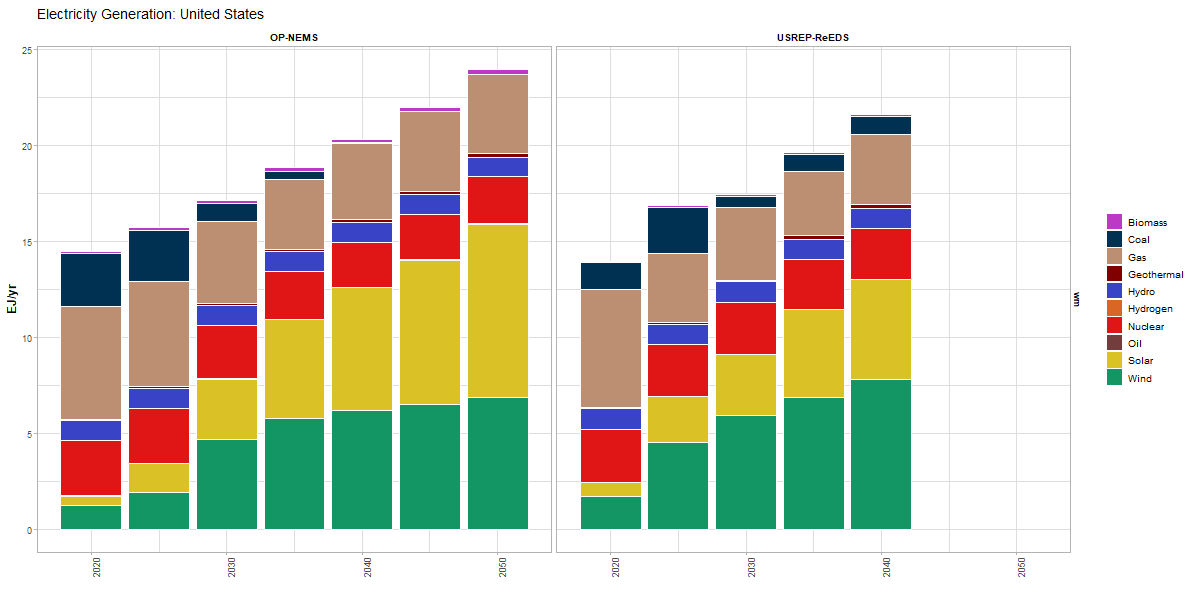 Electricity Generation: United States
OP-NEMS
USREP-ReEDS
25
20
15
10
5
0
EJ/yr
2020
2030
2040
2050
2020
2030
2040
2050
wm
Biomass
Coal
Gas
Geothermal
Hydro
Hydrogen
Nuclear
Oil
Solar
Wind